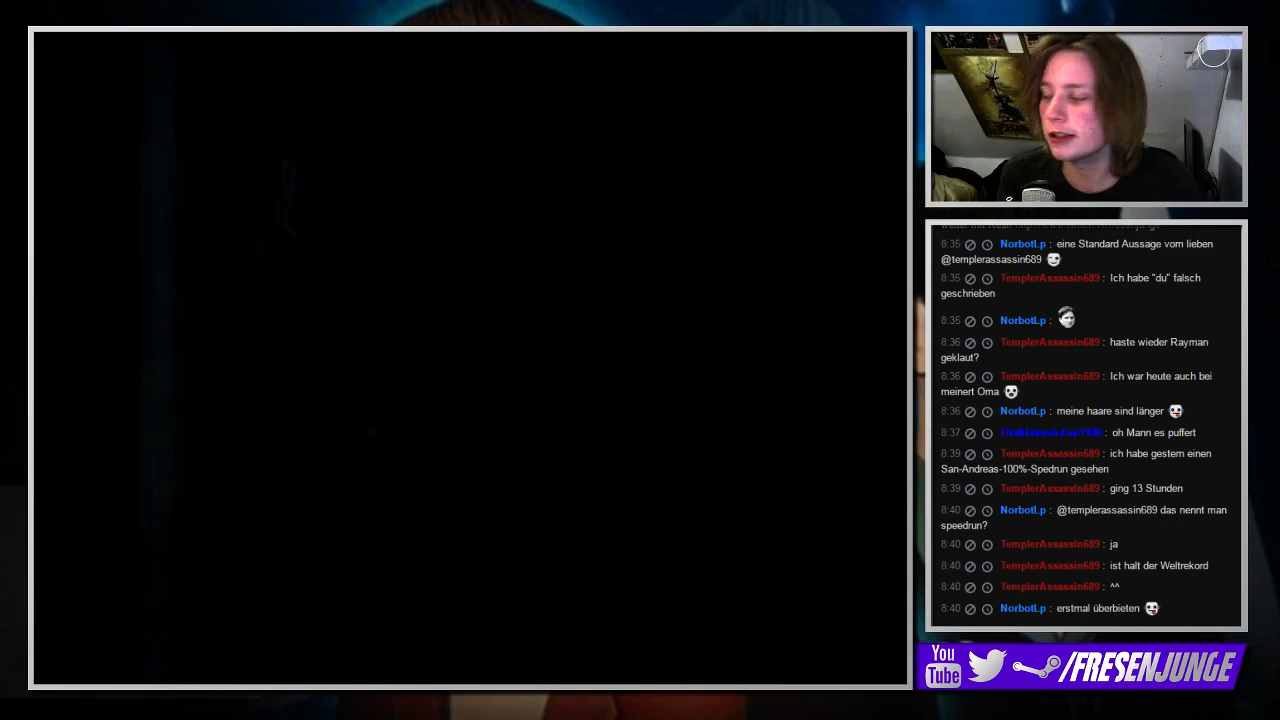 8:35 NorbotLp : eine Standard Aussage vom lieben
@templerassassin689
8:35 TemplerAssassin689 : Ich habe "du" falsch
geschrieben
8:35 NorbotLp :
8:36 TemplerAssassin689 : haste wieder Rayman
geklaut?
8:36 TemplerAssassin689 : Ich war heute auch bei
meinert Oma
8:36 NorbotLp : meine haare sind länger
8:37 : oh Mann es puffert
8:39 TemplerAssassin689 : ich habe gestern einen
San-Andreas-100%-Spedrun gesehen
8:39 TemplerAssassin689 : ging 13 Stunden
8:40 NorbotLp : @templerassassin689 das nennt man
speedrun?
8:40 TemplerAssassin689 : ja
8:40 TemplerAssassin689 : ist halt der Weltrekord
8:40 TemplerAssassin689 : ^^
8:40 NorbotLp : erstmal überbieten
You
Tube
/FRESENJUNGE